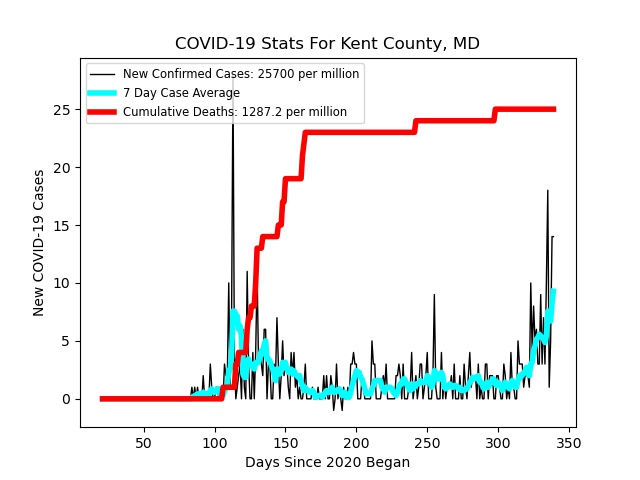 COVID-19 Stats For Kent County, MD
New Confirmed Cases: 25700 per million
7 Day Case Average
Cumulative Deaths: 1287.2 per million
New COVID-19 Cases
25
20
15
10
5
0
50 100 150 200 250 300 350
Days Since 2020 Began